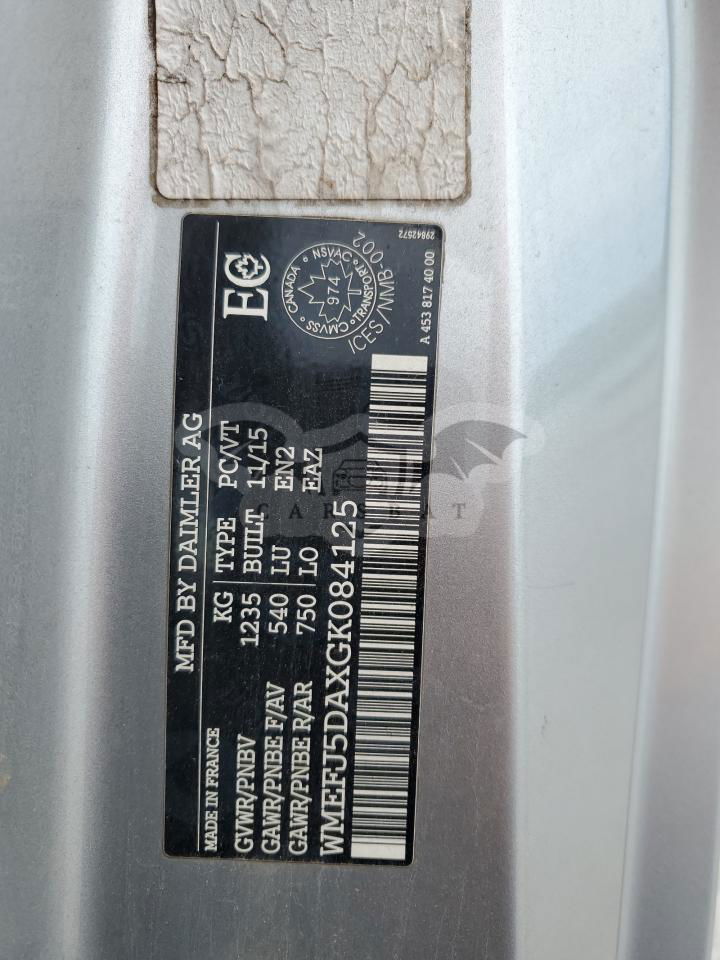 MFD BY DAIMLER AG
MADE IN FRANCE
KG TYPE PC/VT
GVWR/PNBV 1235 BUILT 11/15
GAWR/PNBE F/AV 540 LU EN2
GAWR/PNBE R/AR 750 LO EAZ
WMEFJ5DAXGK084125
EC
CANADA
NSVAC
974
TRANSPORT
CMVSS
ICES/NMB-002
A 453 817 40 00
29842572
CARSBAT